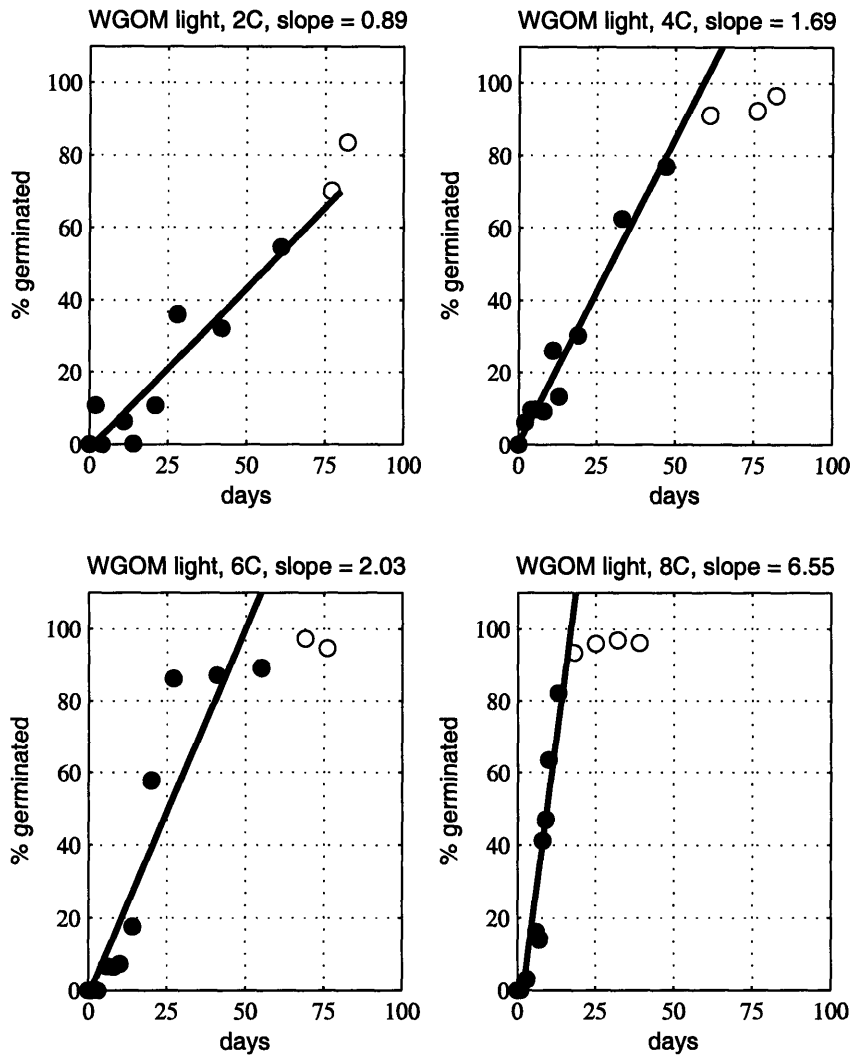 WGOM light, 2C, slope = 0.89
% germinated
100
80
60
40
20
0
0 25 50 75 100
days
WGOM light, 4C, slope = 1.69
% germinated
100
80
60
40
20
0
0 25 50 75 100
days
WGOM light, 6C, slope = 2.03
% germinated
100
80
60
40
20
0
0 25 50 75 100
days
WGOM light, 8C, slope = 6.55
% germinated
100
80
60
40
20
0
0 25 50 75 100
days